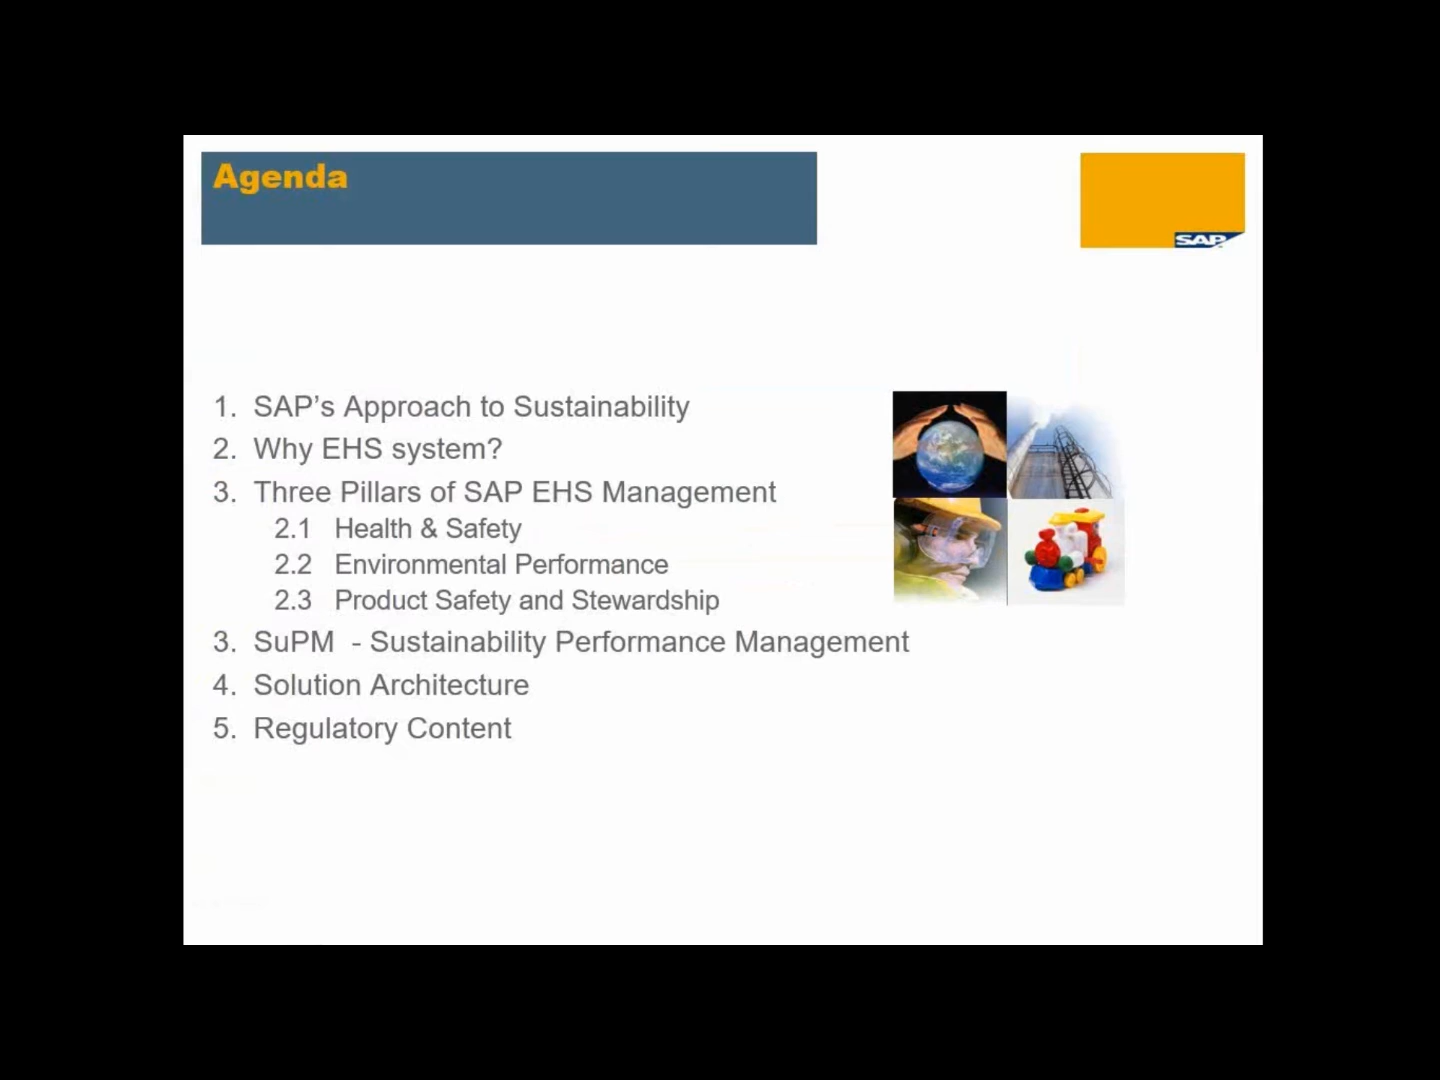 Agenda
SAP
1. SAP's Approach to Sustainability
2. Why EHS system?
3. Three Pillars of SAP EHS Management
2.1 Health & Safety
2.2 Environmental Performance
2.3 Product Safety and Stewardship
3. SuPM - Sustainability Performance Management
4. Solution Architecture
5. Regulatory Content